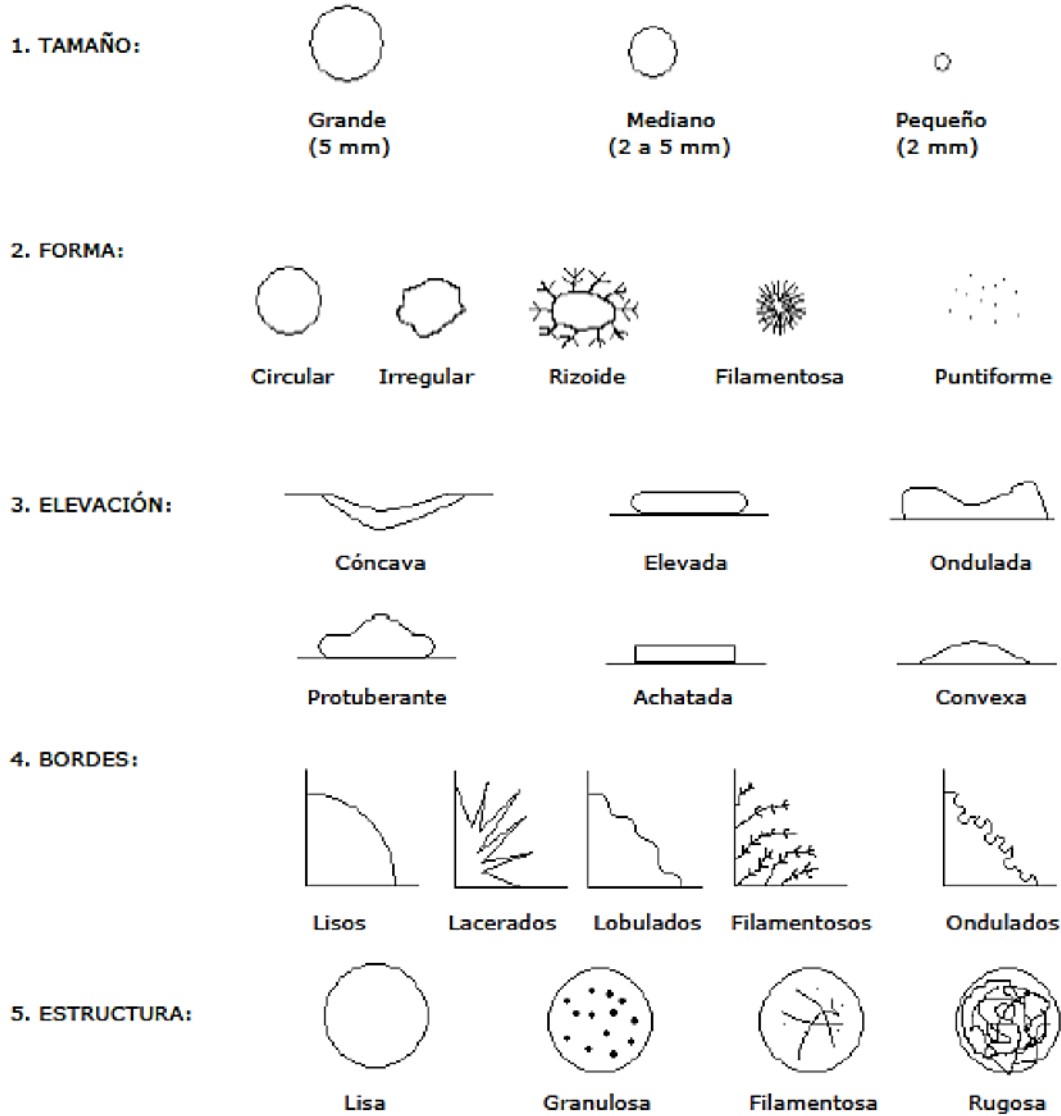 1. TAMAÑO:
Grande
(5 mm)
Mediano
(2 a 5 mm)
Pequeño
(2 mm)
2. FORMA:
Circular
Irregular
Rizoide
Filamentosa
Puntiforme
3. ELEVACIÓN:
Cóncava
Elevada
Ondulada
Protuberante
Achatada
Convexa
4. BORDES:
Lisos
Lacerados
Lobulados
Filamentosos
Ondulados
5. ESTRUCTURA:
Lisa
Granulosa
Filamentosa
Rugosa